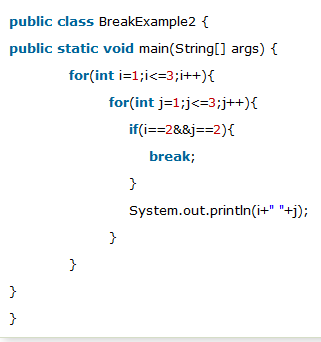 public class BreakExample2 {
public static void main(String[] args) {
for(int i=1;i<=3;i++){
for(int j=1;j<=3;j++){
if(i==2&&j==2){
break;
}
System.out.println(i+" "+j);
}
}
}
}